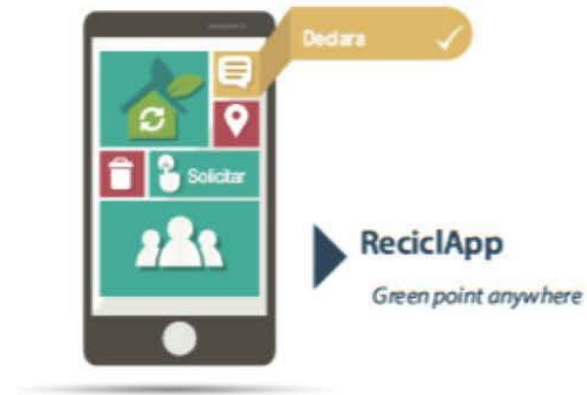 Declara
Solicitar
ReciclApp
Green point anywhere